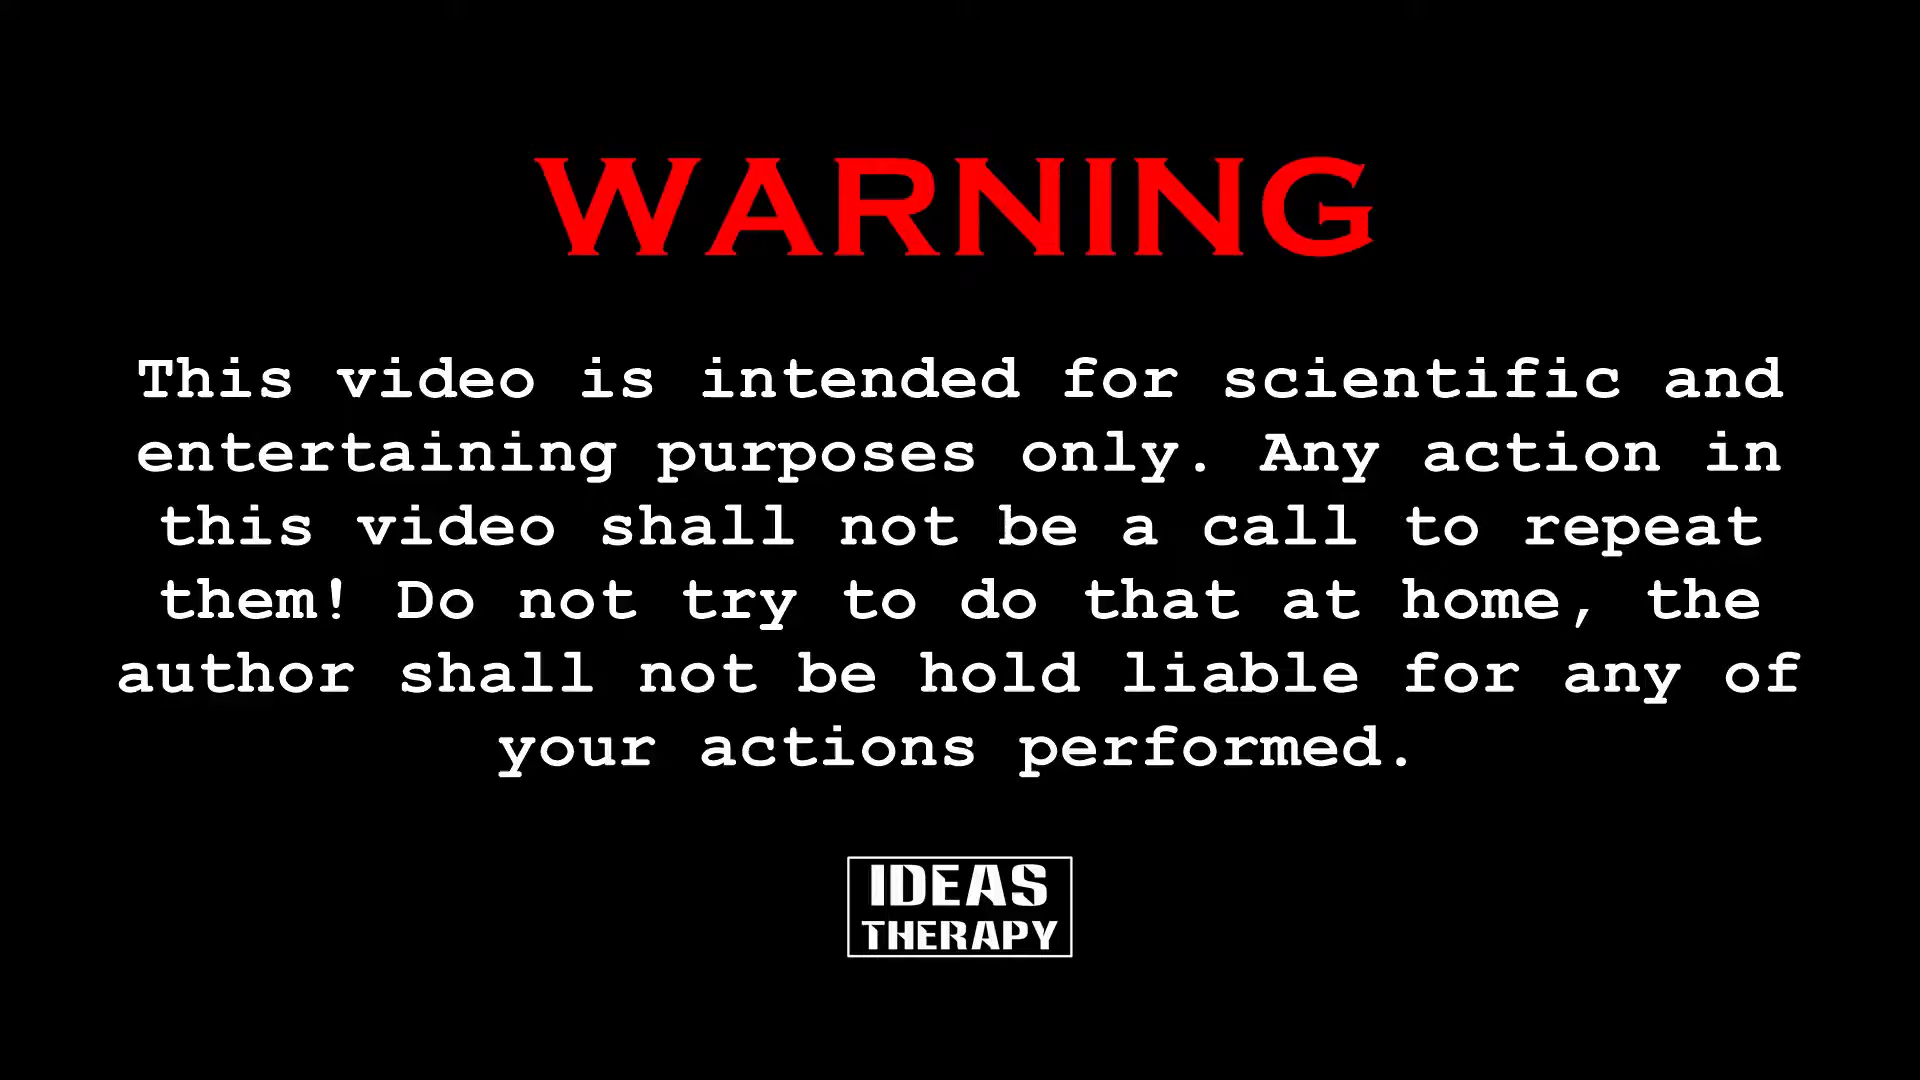 WARNING
This video is intended for scientific and
entertaining purposes only. Any action in
this video shall not be a call to repeat
them! Do not try to do that at home, the
author shall not be hold liable for any of
your actions performed.
IDEAS
THERAPY